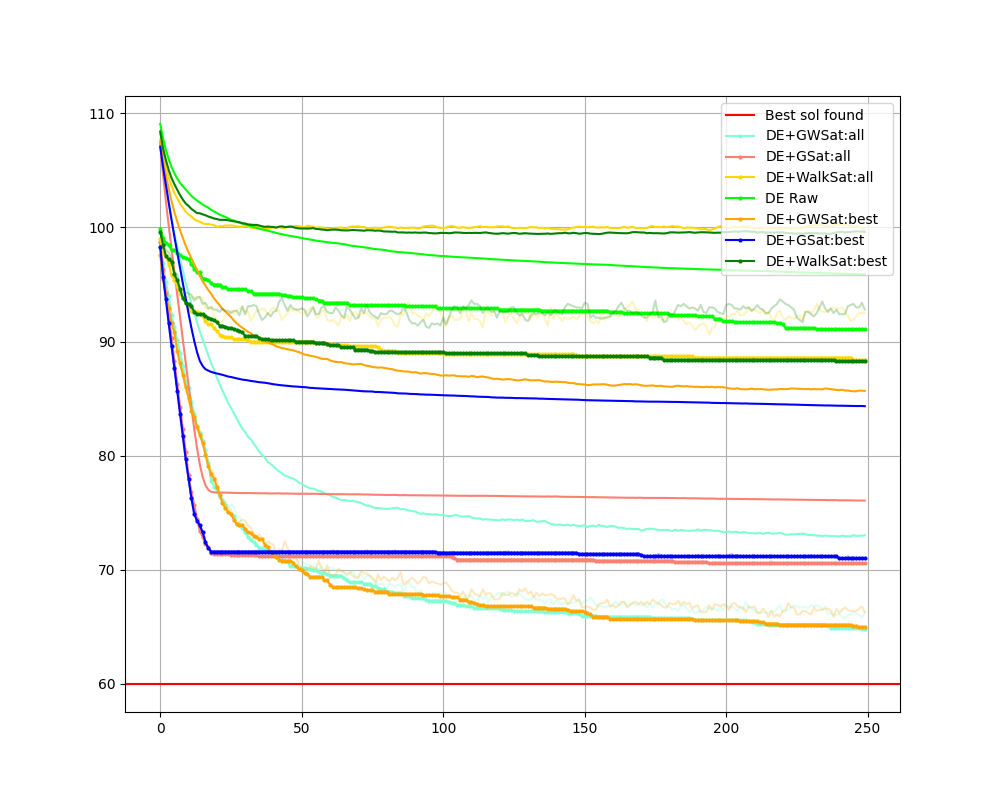 110
100
90
80
70
60
0 50 100 150 200 250
Best sol found
DE+GWSat:all
DE+GSat:all
DE+WalkSat:all
DE Raw
DE+GWSat:best
DE+GSat:best
DE+WalkSat:best